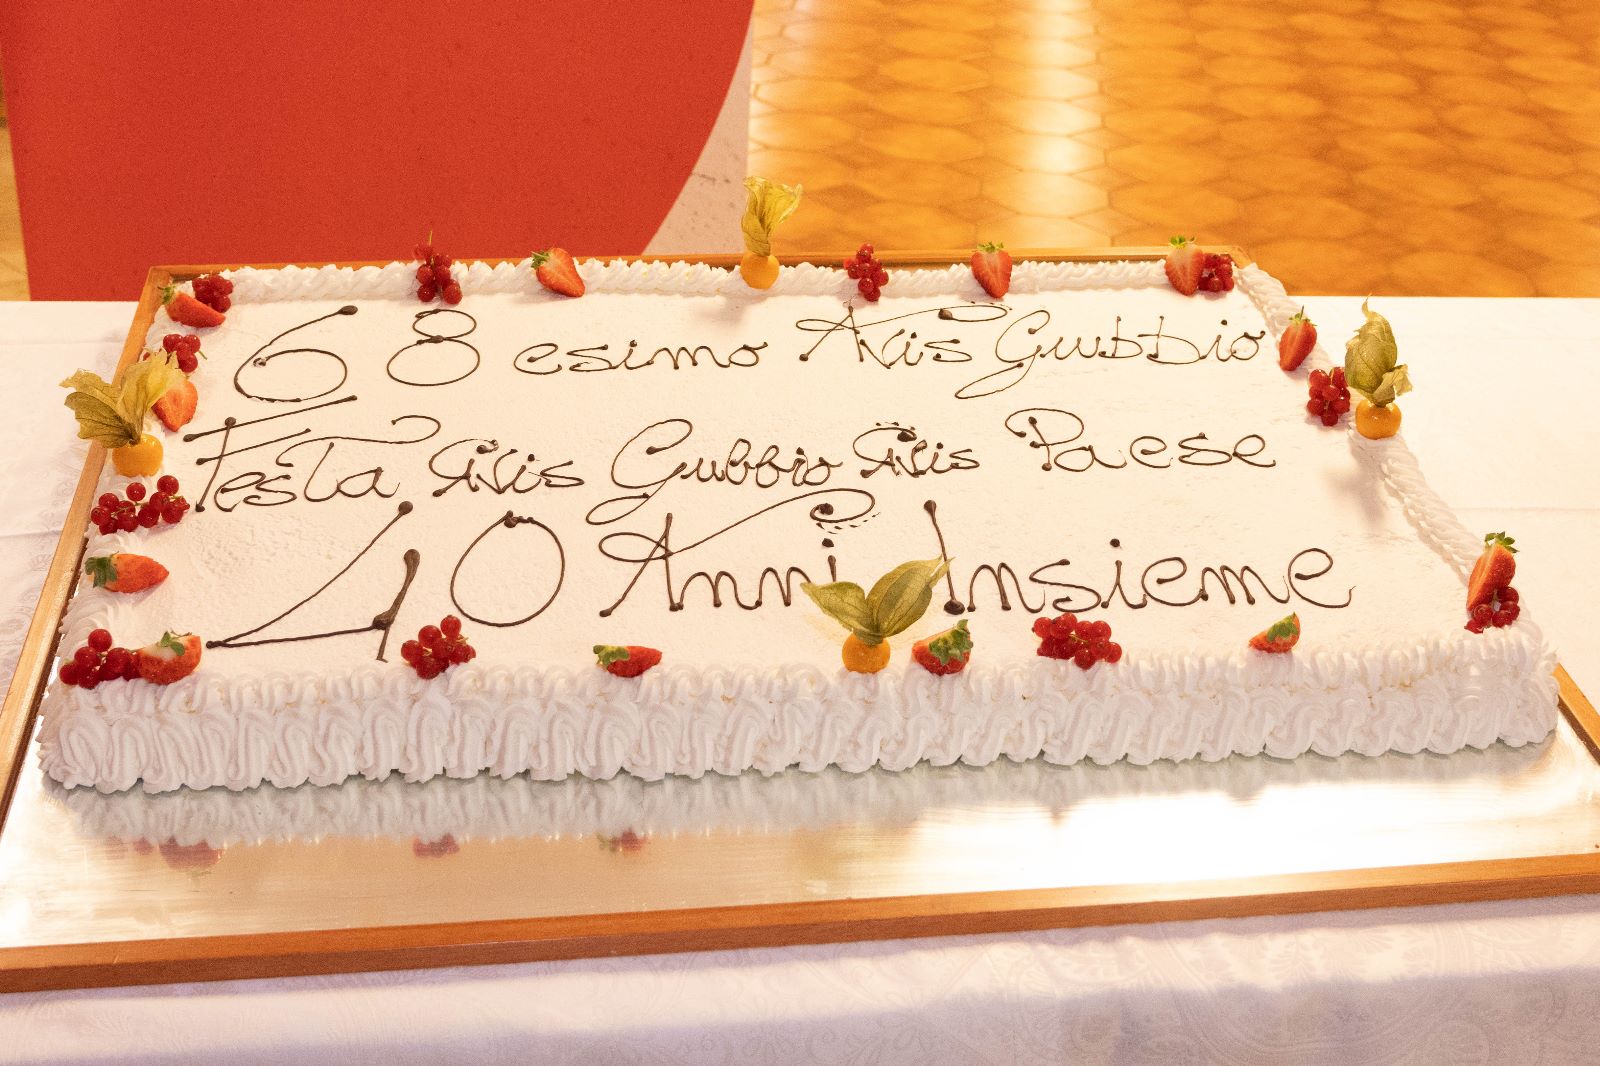 68esimo Avis Gubbio
Festa Avis Gubbio Avis Paese
40 Anni Insieme